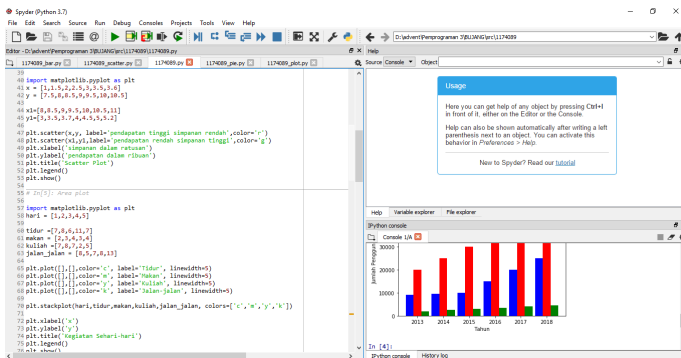 Spyder (Python 3.7)
File Edit Search Source Run Debug Consoles Projects Tools View Help
D:\advent\Pemprograman 3\BUJANG\src\1174089
Editor - D:\advent\Pemprograman 3\BUJANG\src\1174089\1174089.py
1174089_bar.py 1174089_scatter.py 1174089.py 1174089_pie.py 1174089_plot.py
39
40 import matplotlib.pyplot as plt
41 x = [1,1.5,2,2.5,3,3.5,3.6]
42 y = [7.5,8,8.5,9,9.5,10,10.5]
43
44 x1=[8,8.5,9,9.5,10,10.5,11]
45 y1=[3,3.5,3.7,4,4.5,5,5.2]
46
47 plt.scatter(x,y, label='pendapatan tinggi simpanan rendah',color='r')
48 plt.scatter(x1,y1,label='pendapatan rendah simpanan tinggi',color='g')
49 plt.xlabel('simpanan dalam ratusan')
50 plt.ylabel('pendapatan dalam ribuan')
51 plt.title('Scatter Plot')
52 plt.legend()
53 plt.show()
54
55 # In[5]: Area plot
56
57 import matplotlib.pyplot as plt
58 hari = [1,2,3,4,5]
59
60 tidur =[7,8,6,11,7]
61 makan = [2,3,4,3,4]
62 kuliah =[7,8,7,2,5]
63 jalan_jalan = [8,5,7,8,13]
64
65 plt.plot([],[],color='c', label='Tidur', linewidth=5)
66 plt.plot([],[],color='m', label='Makan', linewidth=5)
67 plt.plot([],[],color='y', label='Kuliah', linewidth=5)
68 plt.plot([],[],color='k', label='Jalan-jalan', linewidth=5)
69
70 plt.stackplot(hari,tidur,makan,kuliah,jalan_jalan, colors=['c','m','y','k'])
71
72 plt.xlabel('x')
73 plt.ylabel('y')
74 plt.title('Kegiatan Sehari-hari')
75 plt.legend()
76 plt.show()
Help
Source Console Object
Usage
Here you can get help of any object by pressing Ctrl+I
in front of it, either on the Editor or the Console.
Help can also be shown automatically after writing a left
parenthesis next to an object. You can activate this
behavior in Preferences > Help.
New to Spyder? Read our tutorial
Help Variable explorer File explorer
IPython console
Console 1/A
Jumlah Penggun
30000
20000
10000
0
2013 2014 2015 2016 2017 2018
Tahun
In [4]:
IPython console History log